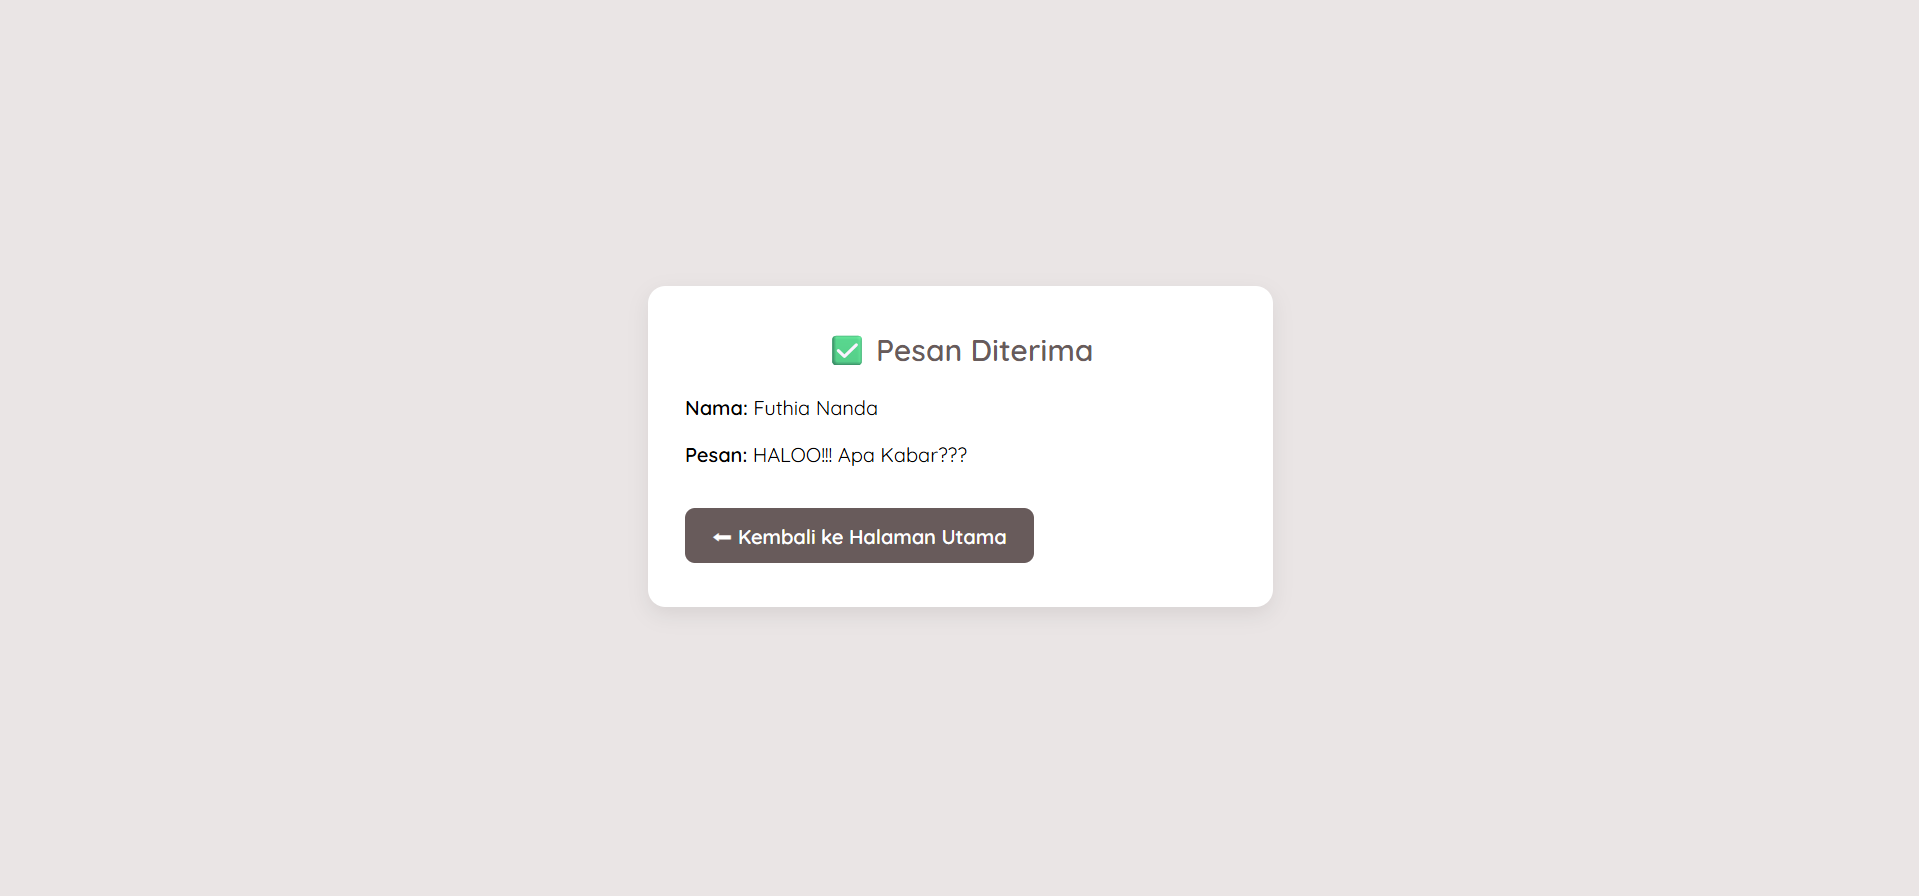 ✅ Pesan Diterima
Nama: Futhia Nanda
Pesan: HALOO!!! Apa Kabar???
⬅ Kembali ke Halaman Utama